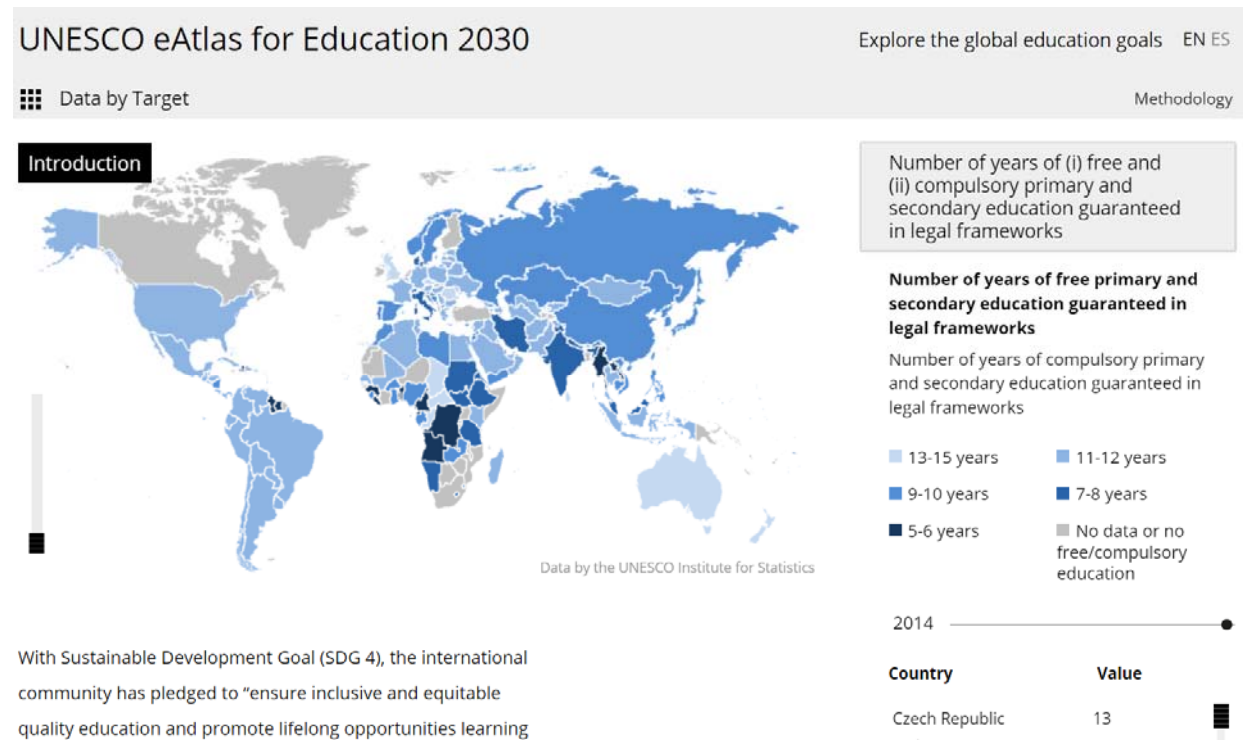 UNESCO eAtlas for Education 2030
Explore the global education goals EN ES
Data by Target
Methodology
Introduction
Data by the UNESCO Institute for Statistics
Number of years of (i) free and
(ii) compulsory primary and
secondary education guaranteed
in legal frameworks
Number of years of free primary and
secondary education guaranteed in
legal frameworks
Number of years of compulsory primary
and secondary education guaranteed in
legal frameworks
13-15 years
11-12 years
9-10 years
7-8 years
5-6 years
No data or no
free/compulsory
education
2014
Country Value
Czech Republic 13
With Sustainable Development Goal (SDG 4), the international
community has pledged to “ensure inclusive and equitable
quality education and promote lifelong opportunities learning